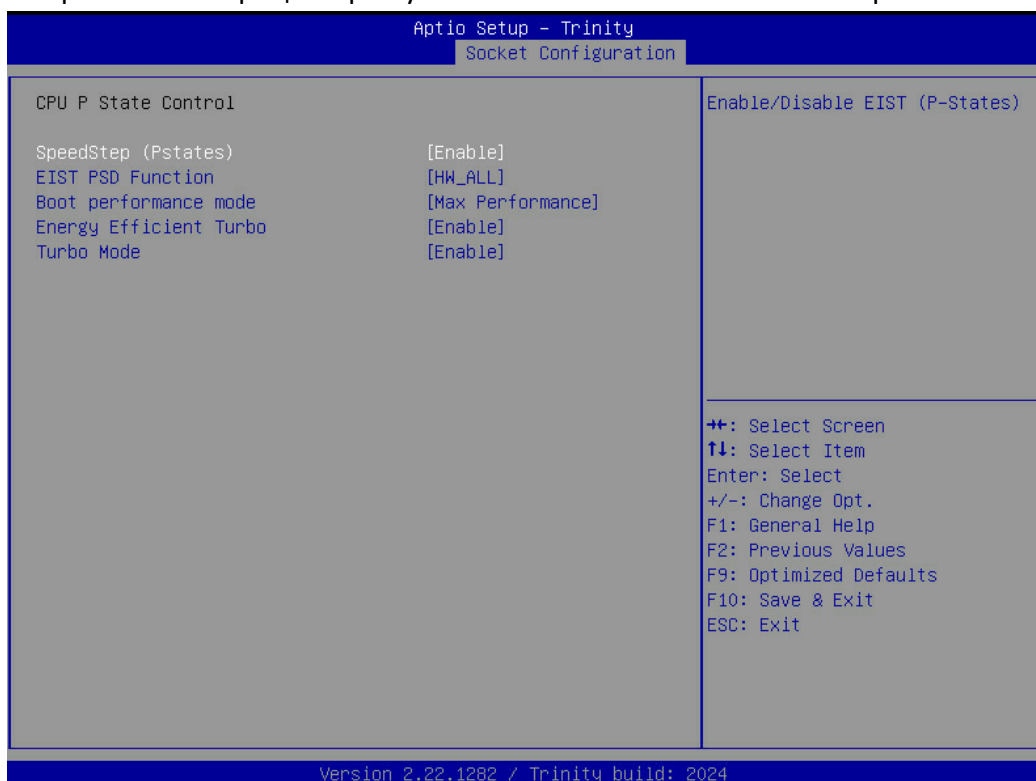 Aptio Setup – Trinity
Socket Configuration
CPU P State Control
Enable/Disable EIST (P-States)
SpeedStep (Pstates) [Enable]
EIST PSD Function [HW_ALL]
Boot performance mode [Max Performance]
Energy Efficient Turbo [Enable]
Turbo Mode [Enable]
→←: Select Screen
↑↓: Select Item
Enter: Select
+/-: Change Opt.
F1: General Help
F2: Previous Values
F9: Optimized Defaults
F10: Save & Exit
ESC: Exit
Version 2.22.1282 / Trinity build: 2024